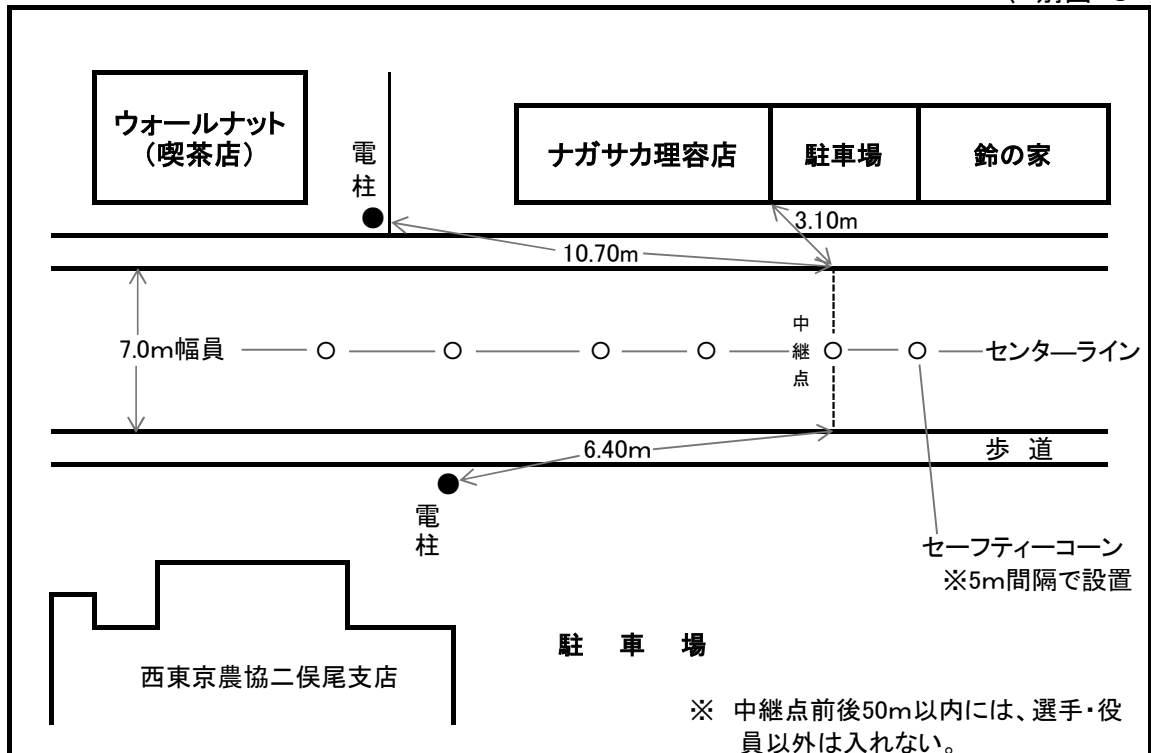 ウォールナット
(喫茶店)
電
柱
ナガサカ理容店
駐車場
鈴の家
3.10m
10.70m
7.0m幅員
中
継
点
センターライン
6.40m
歩 道
電
柱
セーフティーコーン
※5m間隔で設置
駐 車 場
西東京農協二俣尾支店
※ 中継点前後50m以内には、選手・役
員以外は入れない。